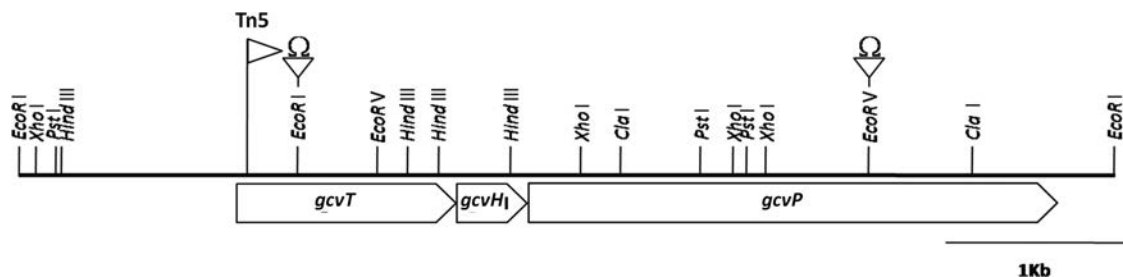 Tn5
Ω Ω
EcoR I Xho I Pst I Hind III EcoR I EcoR V Hind III Hind III Hind III Xho I Cla I Pst I Xho I Pst I Xho I EcoR V Cla I EcoR I
gcvT gcvH gcvP
1Kb